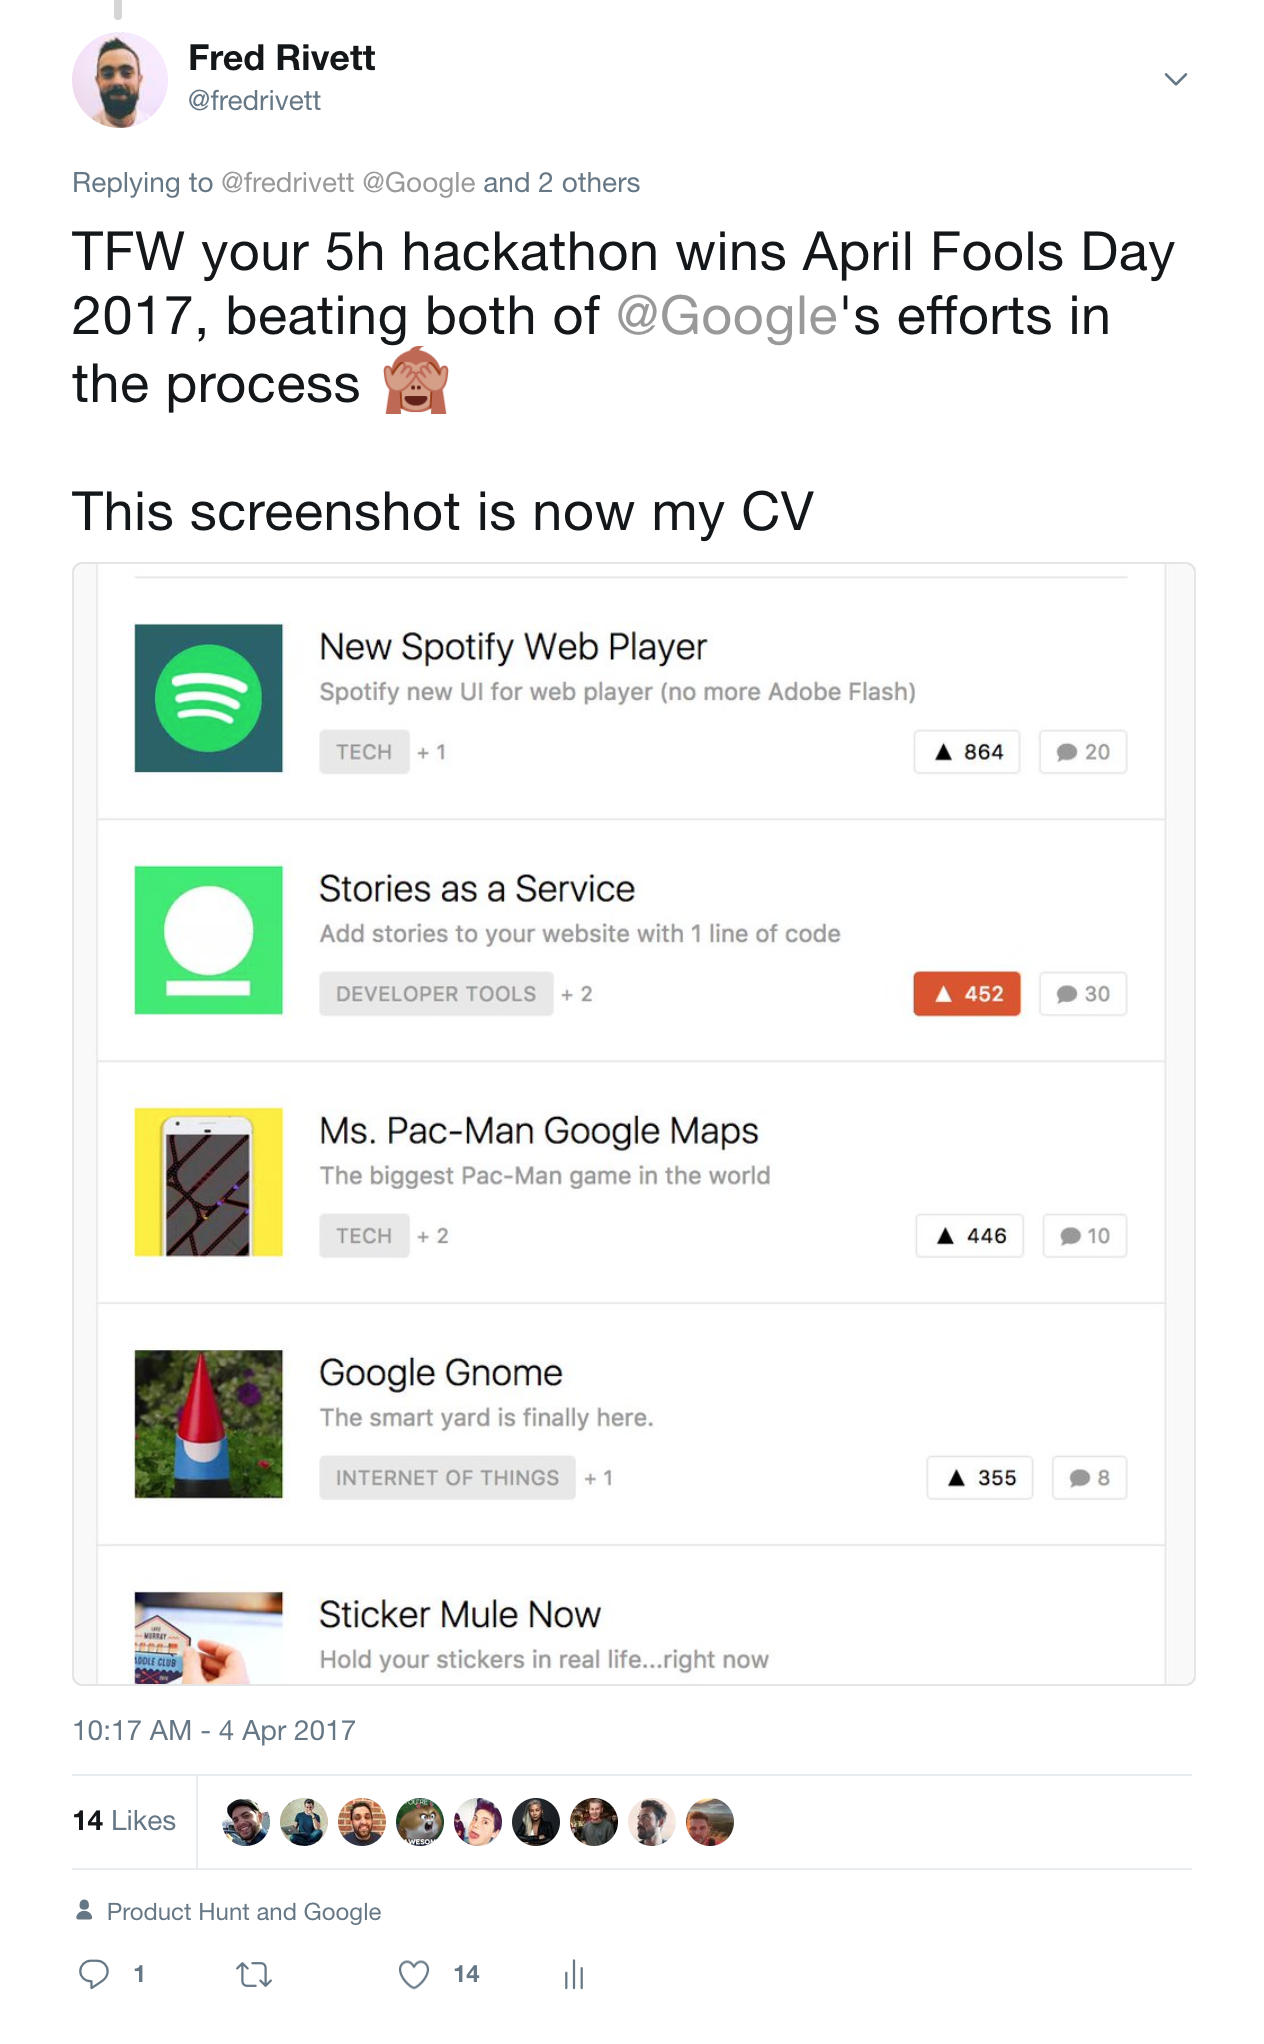 Fred Rivett
@fredrivett
Replying to @fredrivett @Google and 2 others
TFW your 5h hackathon wins April Fools Day
2017, beating both of @Google's efforts in
the process 🙈
This screenshot is now my CV
New Spotify Web Player
Spotify new UI for web player (no more Adobe Flash)
TECH + 1 ▲ 864 20
Stories as a Service
Add stories to your website with 1 line of code
DEVELOPER TOOLS + 2 ▲ 452 30
Ms. Pac-Man Google Maps
The biggest Pac-Man game in the world
TECH + 2 ▲ 446 10
Google Gnome
The smart yard is finally here.
INTERNET OF THINGS + 1 ▲ 355 8
Sticker Mule Now
Hold your stickers in real life...right now
LAKE
MURRAY
ADDLE CLUB
10:17 AM - 4 Apr 2017
14 Likes
Product Hunt and Google
1 14